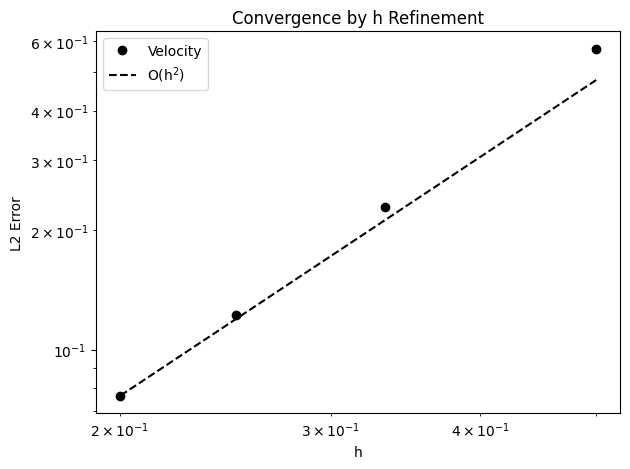 Convergence by h Refinement
Velocity
O(h²)
6 × 10⁻¹
4 × 10⁻¹
3 × 10⁻¹
2 × 10⁻¹
10⁻¹
L2 Error
2 × 10⁻¹
3 × 10⁻¹
4 × 10⁻¹
h